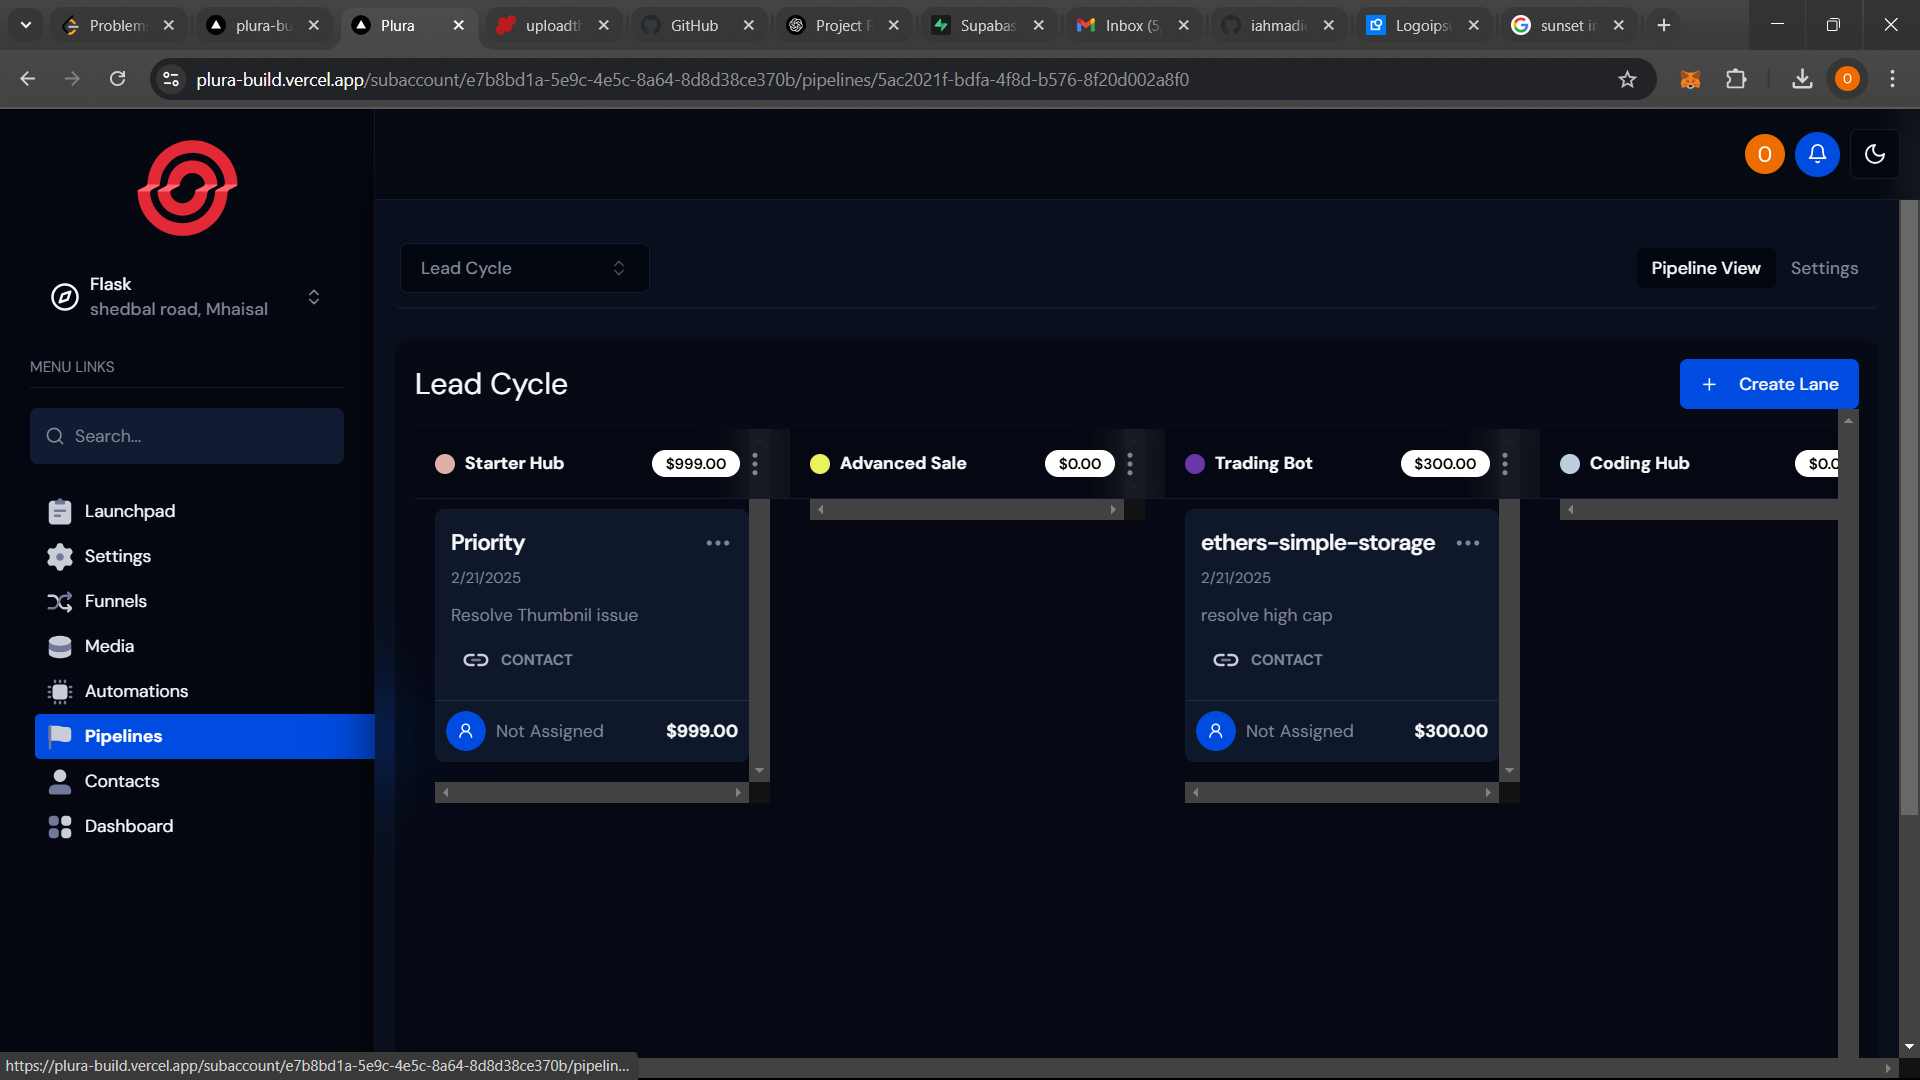 Problem
plura-bu
Plura
uploadth
GitHub
Project R
Supabas
Inbox (5,
iahmadi
Logoips
sunset i
plura-build.vercel.app/subaccount/e7b8bd1a-5e9c-4e5c-8a64-8d8d38ce370b/pipelines/5ac2021f-bdfa-4f8d-b576-8f20d002a8f0
O
O
Flask
shedbal road, Mhaisal
MENU LINKS
Search...
Launchpad
Settings
Funnels
Media
Automations
Pipelines
Contacts
Dashboard
Lead Cycle
Pipeline View
Settings
Lead Cycle
Create Lane
Starter Hub
$999.00
Advanced Sale
$0.00
Trading Bot
$300.00
Coding Hub
$0.0
Priority
2/21/2025
Resolve Thumbnil issue
CONTACT
Not Assigned
$999.00
ethers-simple-storage
2/21/2025
resolve high cap
CONTACT
Not Assigned
$300.00
https://plura-build.vercel.app/subaccount/e7b8bd1a-5e9c-4e5c-8a64-8d8d38ce370b/pipelin...